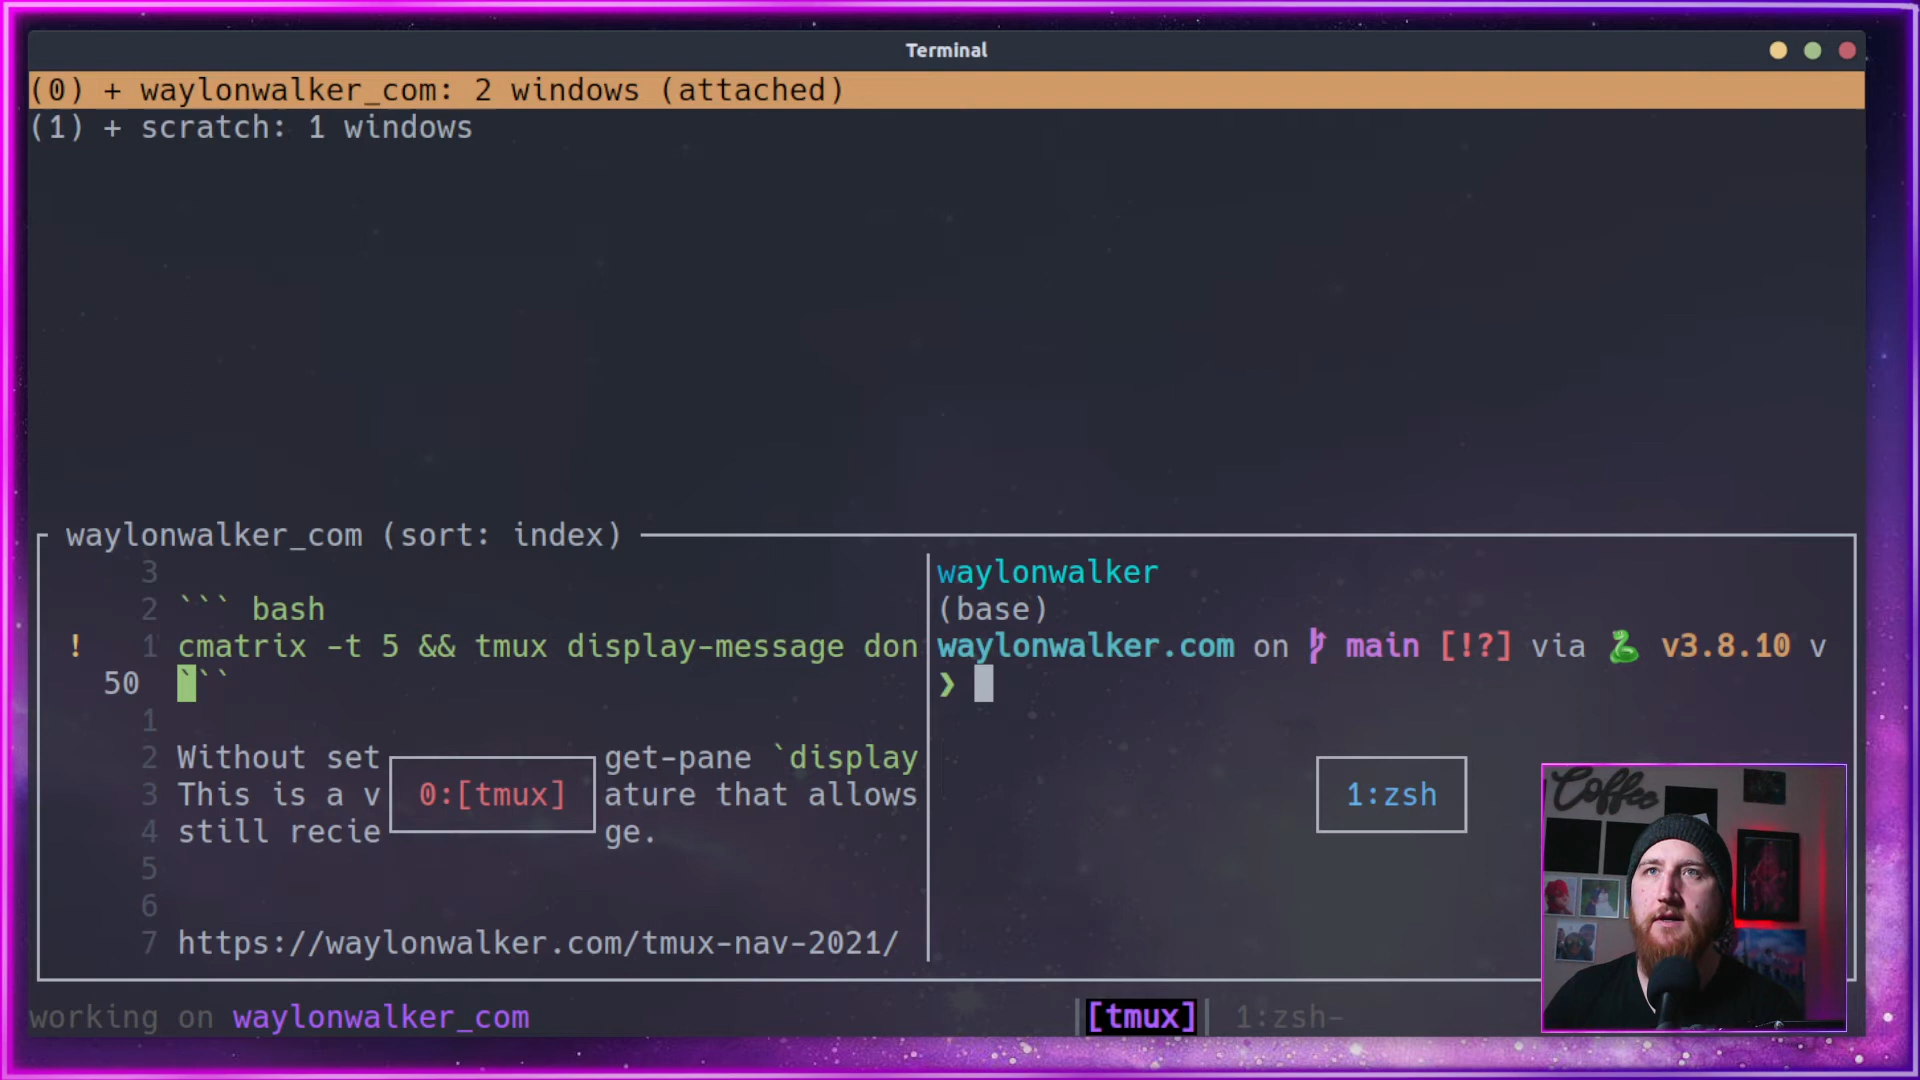 Terminal
(0) + waylonwalker_com: 2 windows (attached)
(1) + scratch: 1 windows
waylonwalker_com (sort: index)
3
2 ``` bash
! 1 cmatrix -t 5 && tmux display-message don
50 ```
1
2 Without set get-pane `display
3 This is a v ature that allows
4 still recie ge.
5
6
7 https://waylonwalker.com/tmux-nav-2021/
0:[tmux]
waylonwalker
(base)
waylonwalker.com on main [!?] via 🐍 v3.8.10 v
❯
1:zsh
Coffee
working on waylonwalker_com
[tmux] 1:zsh-